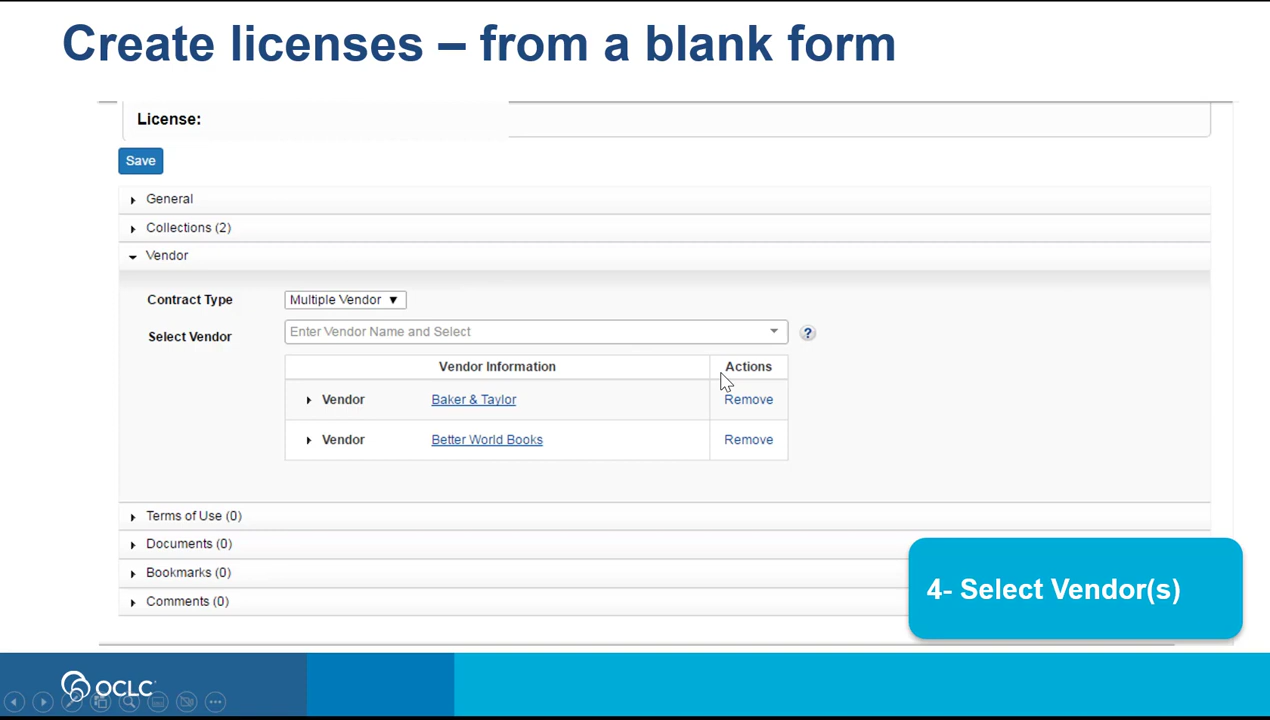 Create licenses – from a blank form
License:
Save
General
Collections (2)
Vendor
Contract Type
Multiple Vendor
Select Vendor
Enter Vendor Name and Select
?
Vendor Information Actions
Vendor Baker & Taylor Remove
Vendor Better World Books Remove
Terms of Use (0)
Documents (0)
Bookmarks (0)
Comments (0)
4- Select Vendor(s)
OCLC